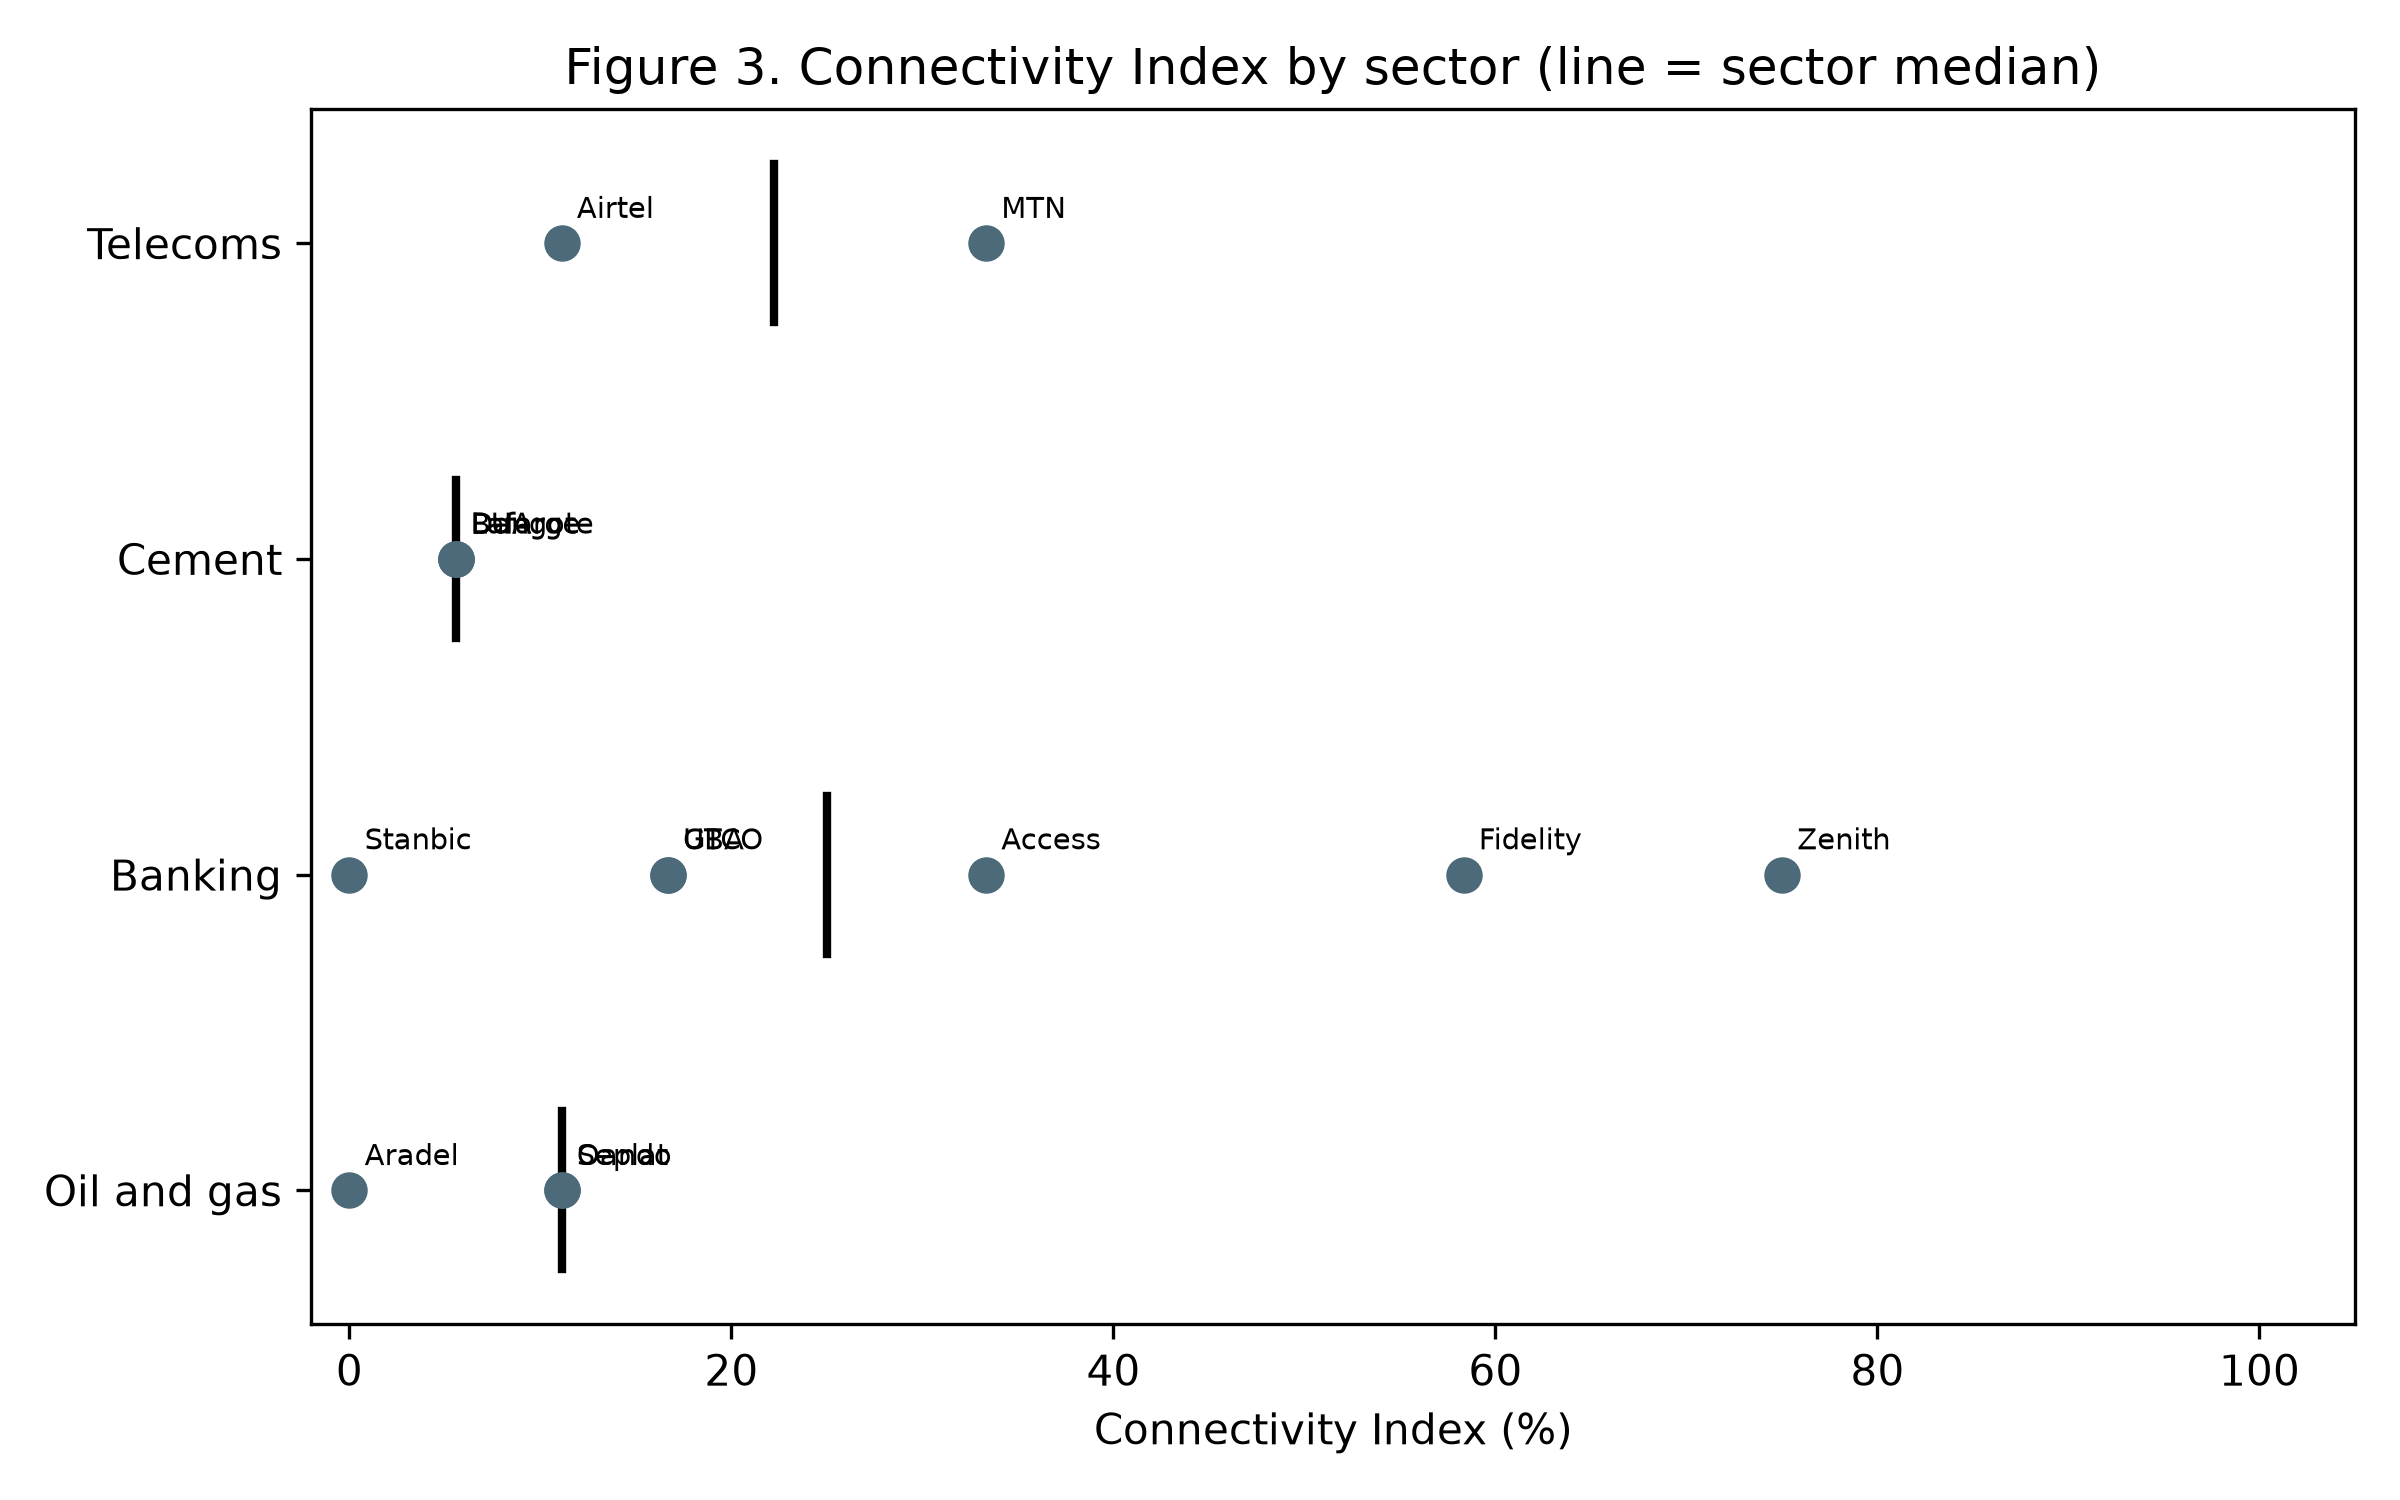 Figure 3. Connectivity Index by sector (line = sector median)
Telecoms
Airtel
MTN
Cement
Banking
Stanbic
Access
Fidelity
Zenith
Oil and gas
Aradel
0 20 40 60 80 100
Connectivity Index (%)